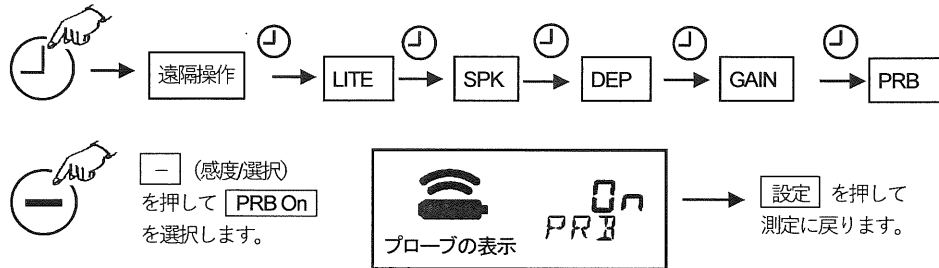 遠隔操作
LITE
SPK
DEP
GAIN
PRB
− (感度/選択)
を押して PRB On
を選択します。
On
PRB
プローブの表示
設定 を押して
測定に戻ります。